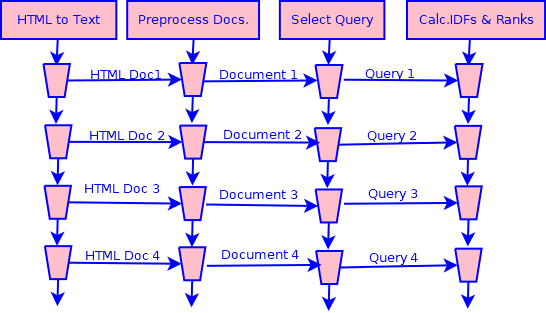 HTML to Text
Preprocess Docs.
Select Query
Calc.IDFs & Ranks
HTML Doc1
Document 1
Query 1
HTML Doc 2
Document 2
Query 2
HTML Doc 3
Document 3
Query 3
HTML Doc 4
Document 4
Query 4